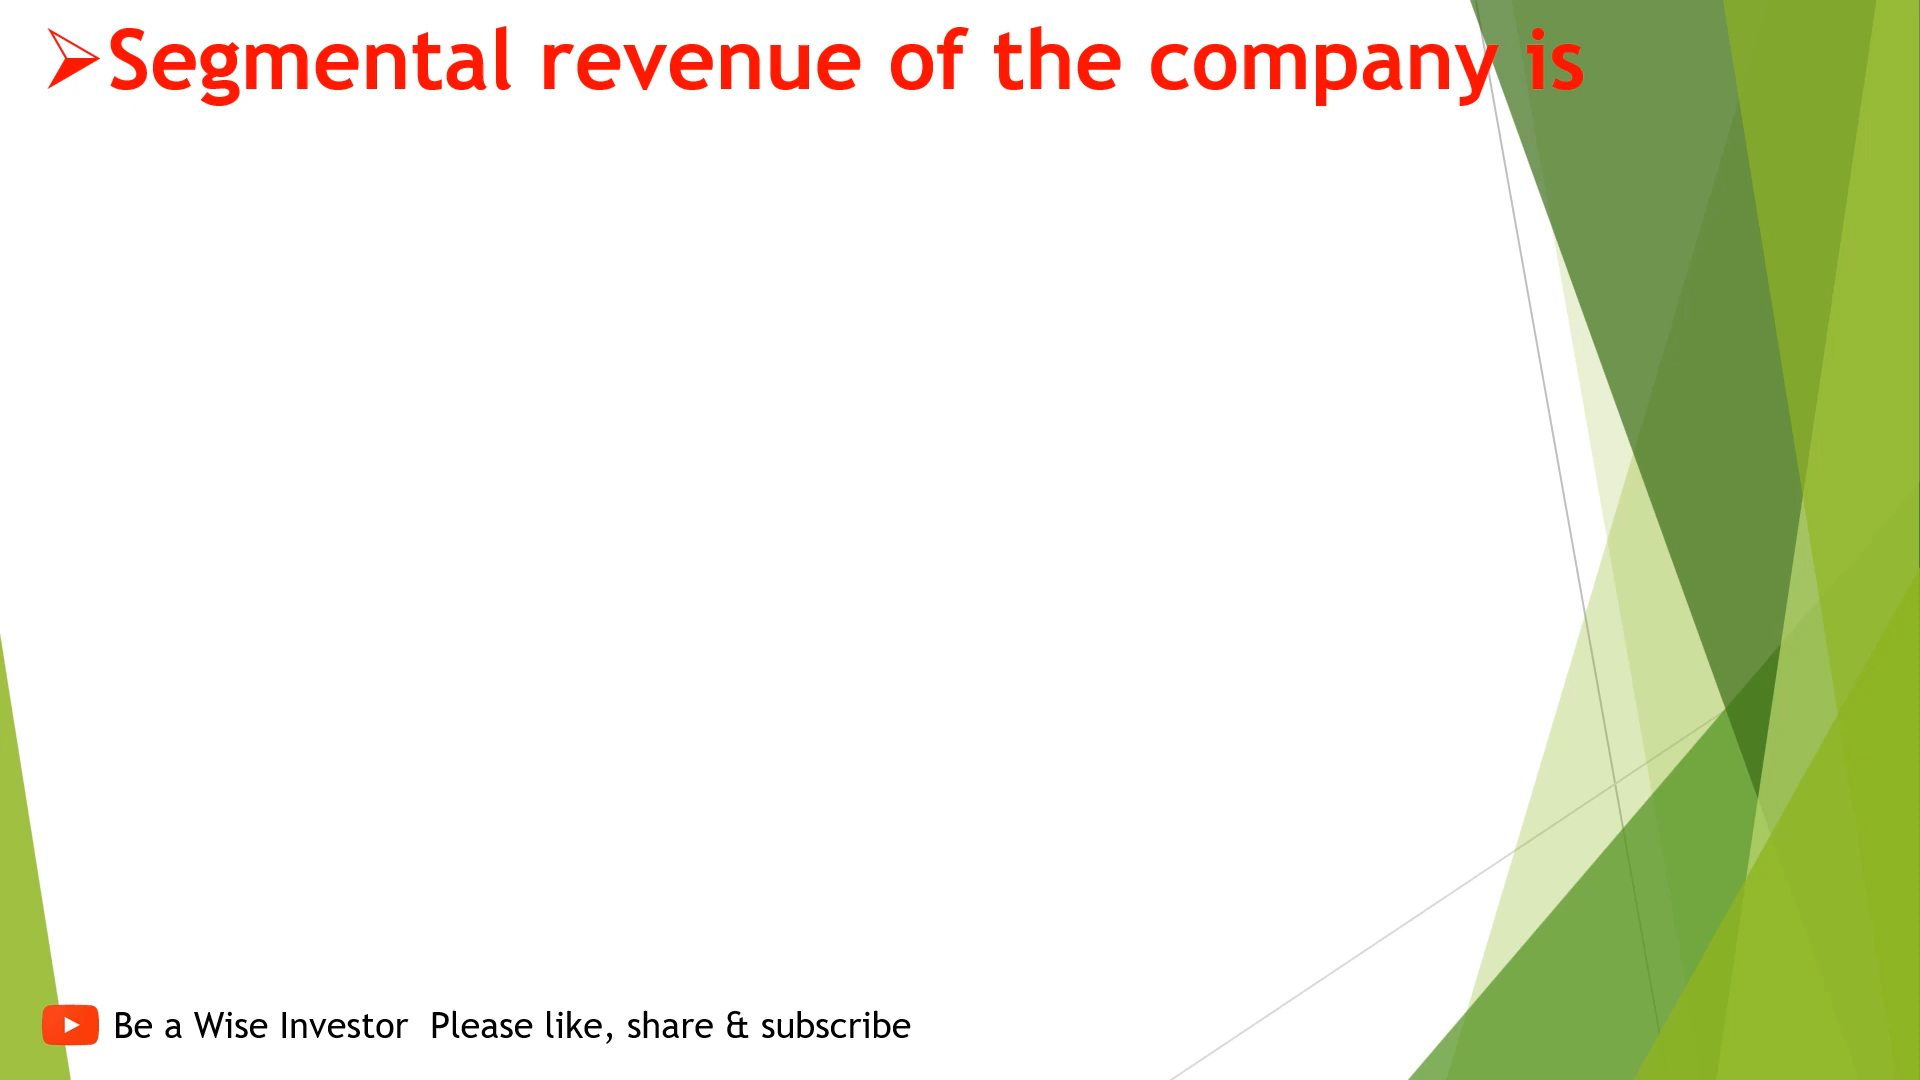 Segmental revenue of the company is
Be a Wise Investor Please like, share & subscribe